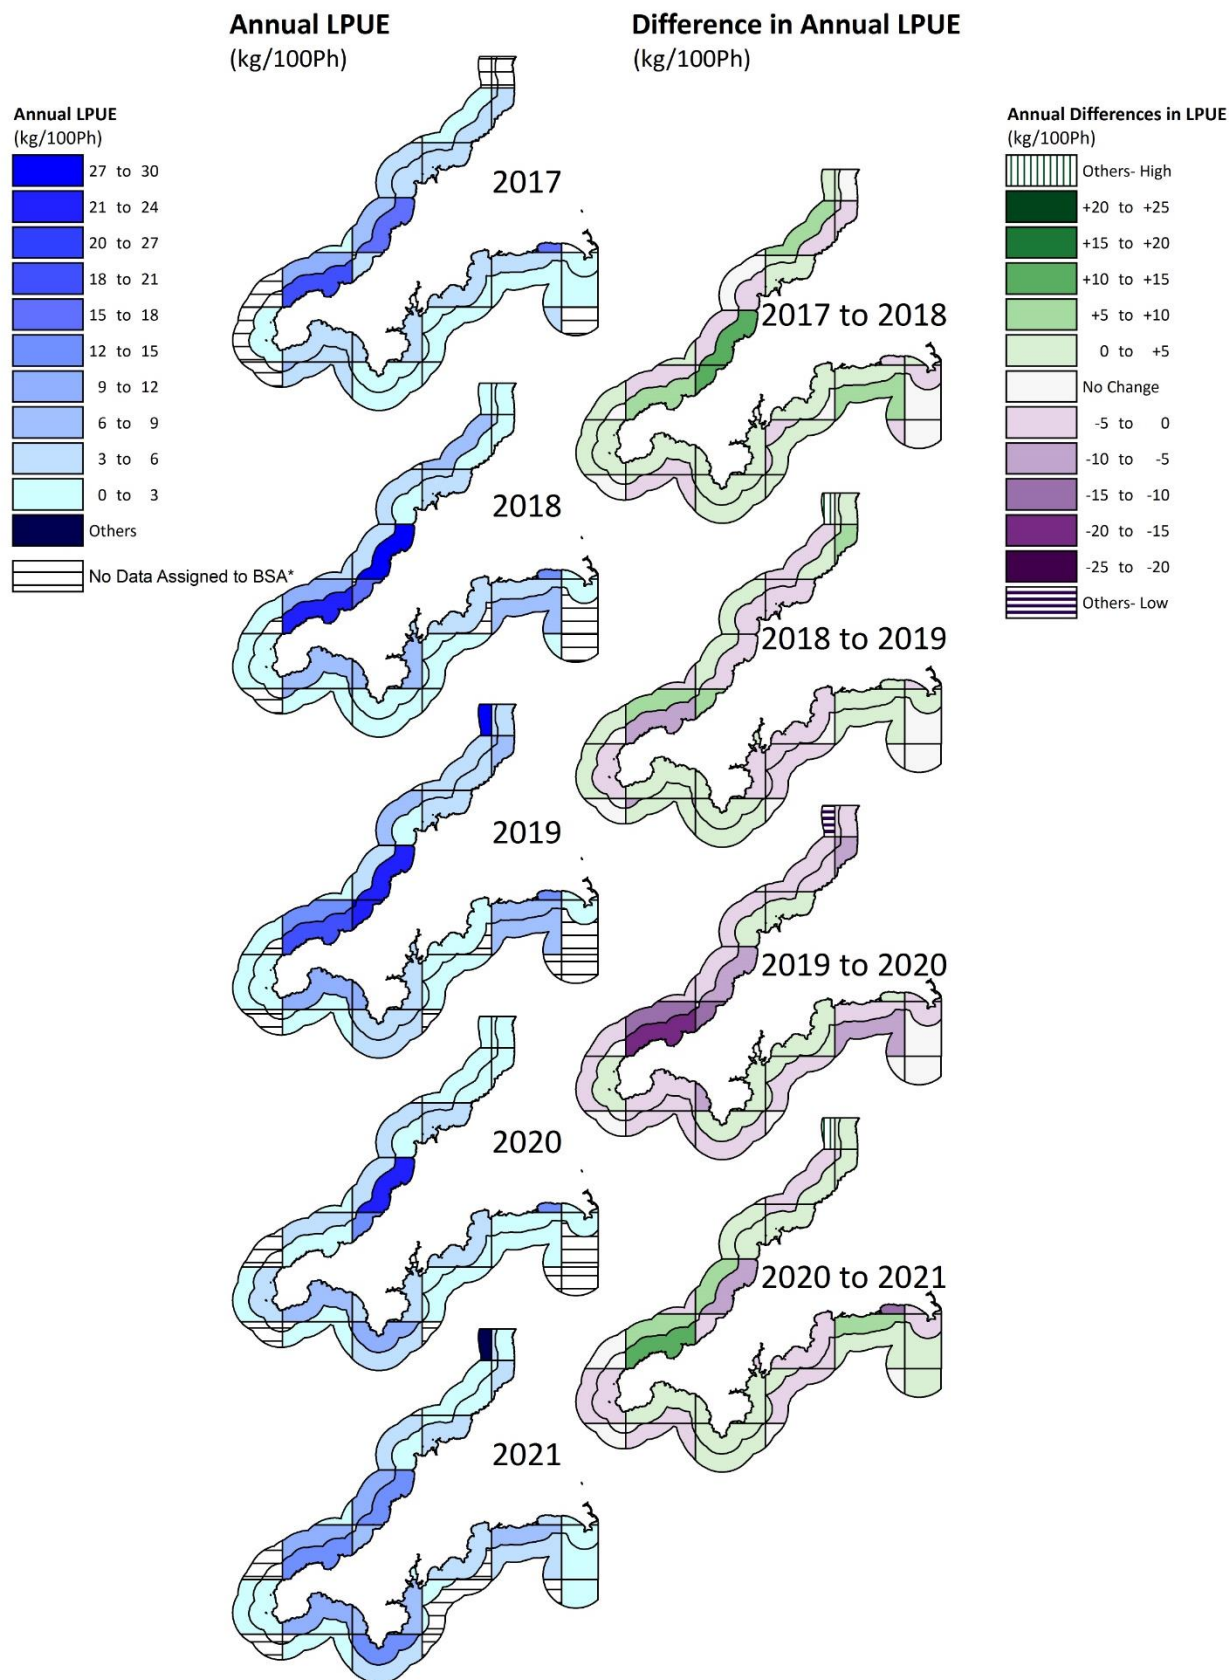 Annual LPUE
(kg/100Ph)
Difference in Annual LPUE
(kg/100Ph)
Annual LPUE
(kg/100Ph)
27 to 30
21 to 24
20 to 27
18 to 21
15 to 18
12 to 15
9 to 12
6 to 9
3 to 6
0 to 3
Others
No Data Assigned to BSA*
2017
2018
2019
2020
2021
2017 to 2018
2018 to 2019
2019 to 2020
2020 to 2021
Annual Differences in LPUE
(kg/100Ph)
Others- High
+20 to +25
+15 to +20
+10 to +15
+5 to +10
0 to +5
No Change
-5 to 0
-10 to -5
-15 to -10
-20 to -15
-25 to -20
Others- Low